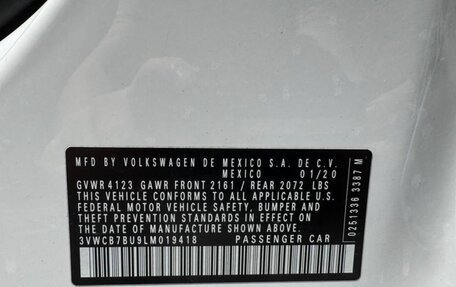 MFD BY VOLKSWAGEN DE MEXICO S.A. DE C.V.
MEXICO 01/20
GVWR 4123 GAWR FRONT 2161 / REAR 2072 LBS
THIS VEHICLE CONFORMS TO ALL APPLICABLE U.S.
FEDERAL MOTOR VEHICLE SAFETY, BUMPER, AND
THEFT PREVENTION STANDARDS IN EFFECT ON THE
DATE OF MANUFACTURE SHOWN ABOVE.
3VWCB7BU9LM019418 PASSENGER CAR
0251336 3387 M